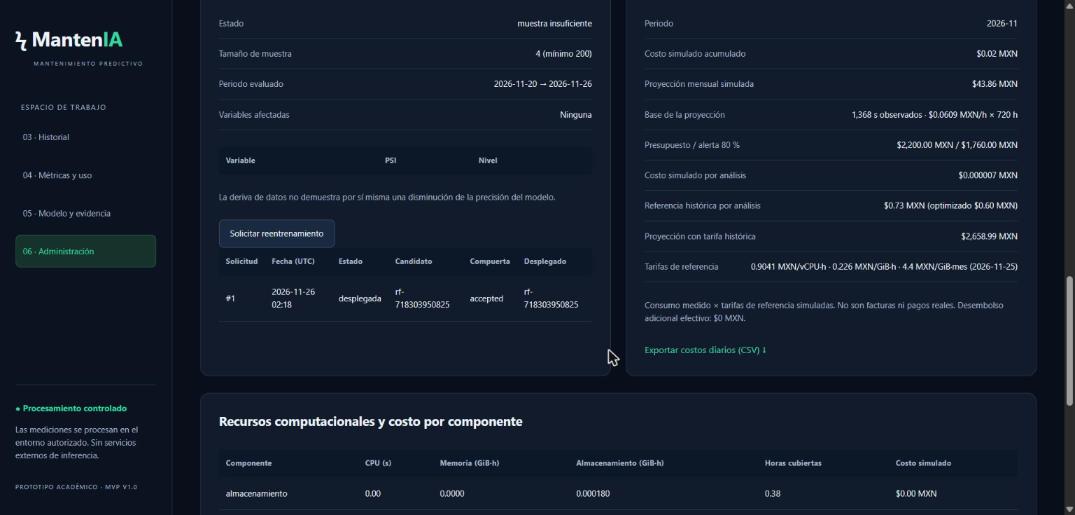 MantenIA
MANTENIMIENTO PREDICTIVO
ESPACIO DE TRABAJO
03 · Historial
04 · Métricas y uso
05 · Modelo y evidencia
06 · Administración
● Procesamiento controlado
Las mediciones se procesan en el
entorno autorizado. Sin servicios
externos de inferencia.
PROTOTIPO ACADÉMICO · MVP V1.0
Estado muestra insuficiente
Tamaño de muestra 4 (mínimo 200)
Periodo evaluado 2026-11-20 → 2026-11-26
Variables afectadas Ninguna
Variable PSI Nivel
La deriva de datos no demuestra por sí misma una disminución de la precisión del modelo.
Solicitar reentrenamiento
Solicitud Fecha (UTC) Estado Candidato Compuerta Desplegado
#1 2026-11-26 02:18 desplegada rf-718303950825 accepted rf-718303950825
Periodo 2026-11
Costo simulado acumulado $0.02 MXN
Proyección mensual simulada $43.86 MXN
Base de la proyección 1,368 s observados · $0.0609 MXN/h × 720 h
Presupuesto / alerta 80 % $2,200.00 MXN / $1,760.00 MXN
Costo simulado por análisis $0.000007 MXN
Referencia histórica por análisis $0.73 MXN (optimizado $0.60 MXN)
Proyección con tarifa histórica $2,658.99 MXN
Tarifas de referencia 0.9041 MXN/vCPU-h · 0.226 MXN/GiB-h · 4.4 MXN/GiB-mes (2026-11-25)
Consumo medido × tarifas de referencia simuladas. No son facturas ni pagos reales. Desembolso
adicional efectivo: $0 MXN.
Exportar costos diarios (CSV) ↓
Recursos computacionales y costo por componente
Componente CPU (s) Memoria (GiB-h) Almacenamiento (GiB-h) Horas cubiertas Costo simulado
almacenamiento 0.00 0.0000 0.000180 0.38 $0.00 MXN